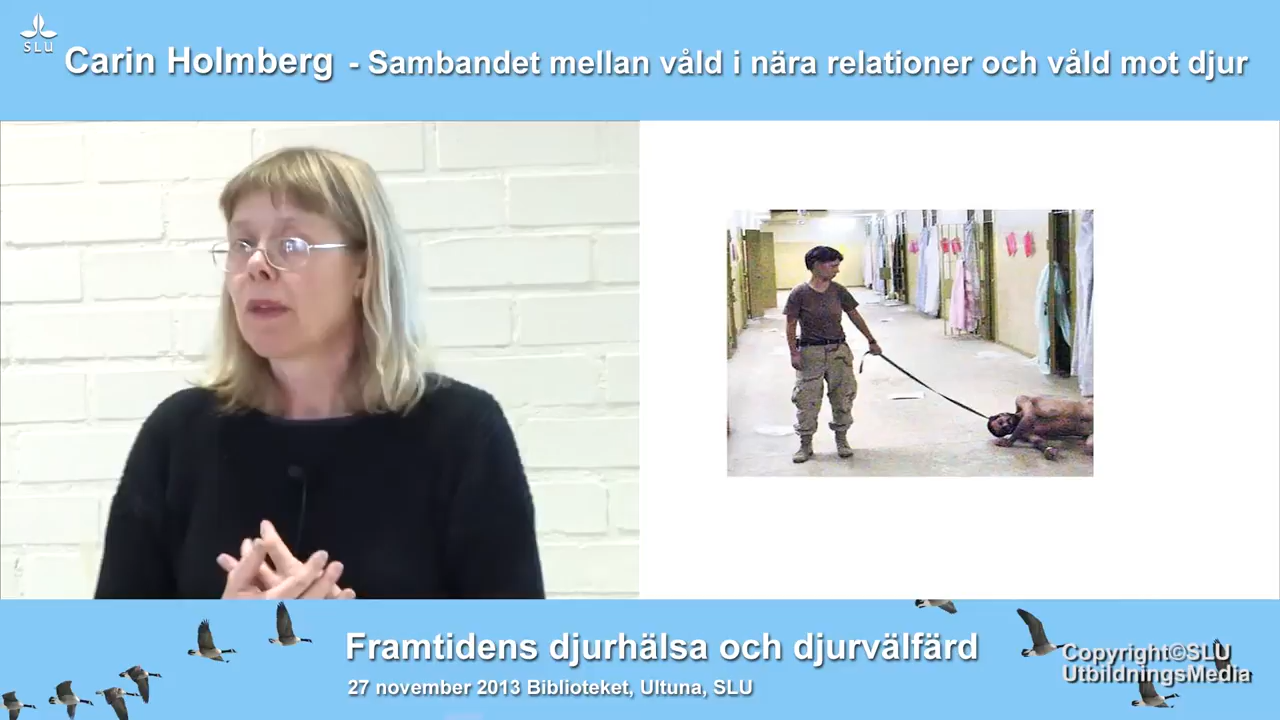 SLU
Carin Holmberg - Sambandet mellan våld i nära relationer och våld mot djur
Framtidens djurhälsa och djurvälfärd
27 november 2013 Biblioteket, Ultuna, SLU
Copyright©SLU
UtbildningsMedia